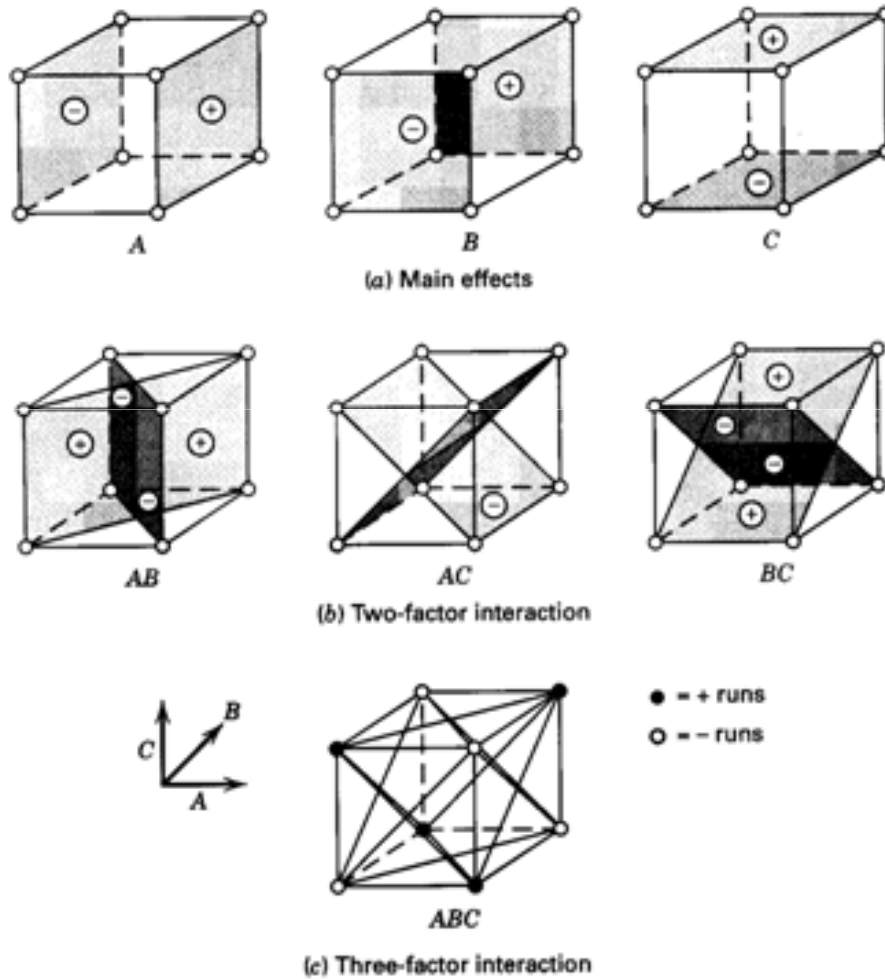 − + − + + −
A B C
(a) Main effects
− + + − − + − − +
AB AC BC
(b) Two-factor interaction
C B A
● = + runs
○ = − runs
ABC
(c) Three-factor interaction